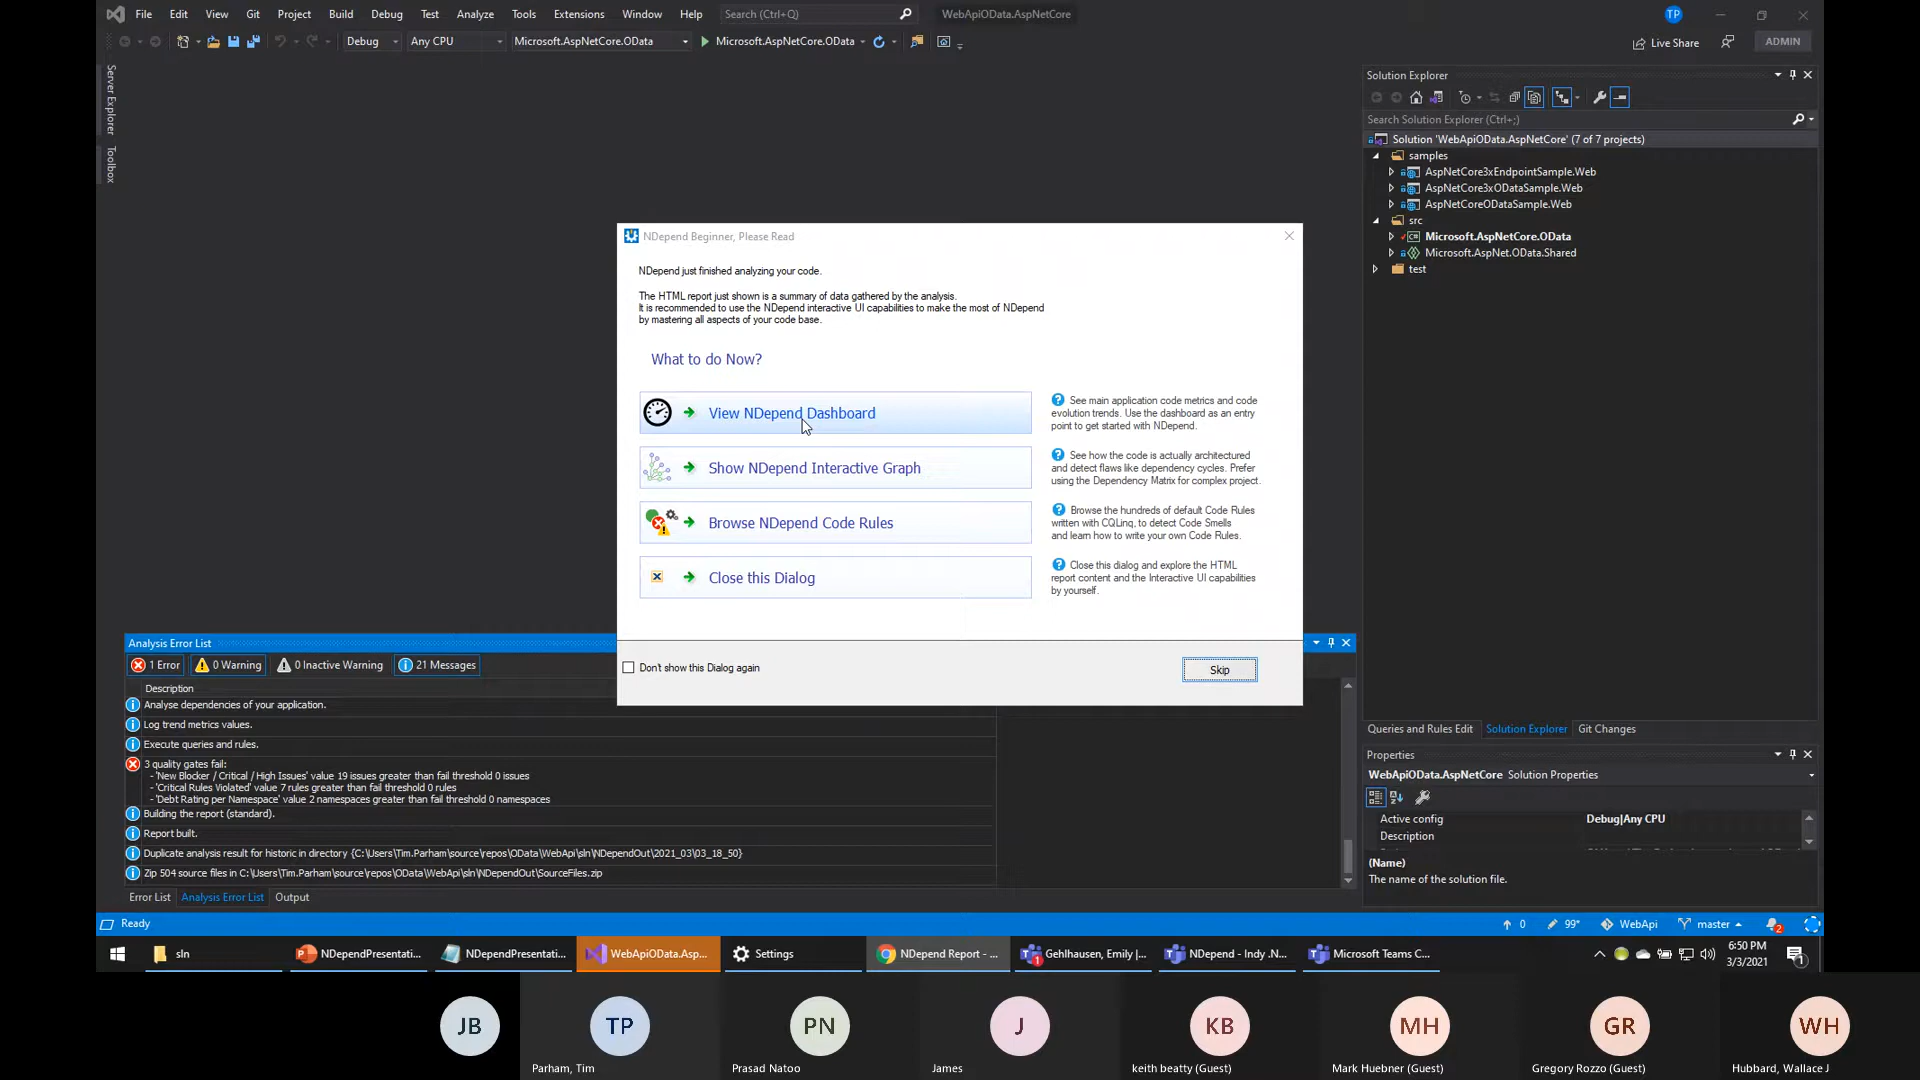 File Edit View Git Project Build Debug Test Analyze Tools Extensions Window Help Search (Ctrl+Q) WebApiOData.AspNetCore TP
Debug Any CPU Microsoft.AspNetCore.OData Microsoft.AspNetCore.OData Live Share ADMIN
Server Explorer
Toolbox
Solution Explorer
Search Solution Explorer (Ctrl+;)
Solution 'WebApiOData.AspNetCore' (7 of 7 projects)
samples
AspNetCore3xEndpointSample.Web
AspNetCore3xODataSample.Web
AspNetCoreODataSample.Web
src
Microsoft.AspNetCore.OData
Microsoft.AspNet.OData.Shared
test
NDepend Beginner, Please Read
NDepend just finished analyzing your code.
The HTML report just shown is a summary of data gathered by the analysis.
It is recommended to use the NDepend interactive UI capabilities to make the most of NDepend
by mastering all aspects of your code base.
What to do Now?
View NDepend Dashboard
See main application code metrics and code
evolution trends. Use the dashboard as an entry
point to get started with NDepend.
Show NDepend Interactive Graph
See how the code is actually architectured
and detect flaws like dependency cycles. Prefer
using the Dependency Matrix for complex project.
Browse NDepend Code Rules
Browse the hundreds of default Code Rules
written with CQLinq, to detect Code Smells
and learn how to write your own Code Rules.
Close this Dialog
Close this dialog and explore the HTML
report content and the Interactive UI capabilities
by yourself.
Don't show this Dialog again
Skip
Analysis Error List
1 Error 0 Warning 0 Inactive Warning 21 Messages
Description
Analyse dependencies of your application.
Log trend metrics values.
Execute queries and rules.
3 quality gates fail:
- 'New Blocker / Critical / High Issues' value 19 issues greater than fail threshold 0 issues
- 'Critical Rules Violated' value 7 rules greater than fail threshold 0 rules
- 'Debt Rating per Namespace' value 2 namespaces greater than fail threshold 0 namespaces
Building the report (standard).
Report built.
Duplicate analysis result for historic in directory {C:\Users\Tim.Parham\source\repos\OData\WebApi\sln\NDependOut\2021_03\03_18_50}
Zip 504 source files in C:\Users\Tim.Parham\source\repos\OData\WebApi\sln\NDependOut\SourceFiles.zip
Error List Analysis Error List Output
Queries and Rules Edit Solution Explorer Git Changes
Properties
WebApiOData.AspNetCore Solution Properties
Active config Debug|Any CPU
Description
(Name)
The name of the solution file.
Ready 0 99* WebApi master 2
sln NDependPresentati... NDependPresentati... WebApiOData.Asp... Settings NDepend Report - ... Gehlhausen, Emily |... NDepend - Indy .N... Microsoft Teams C... 6:50 PM
3/3/2021
1
JB TP PN J KB MH GR WH
Parham, Tim Prasad Natoo James keith beatty (Guest) Mark Huebner (Guest) Gregory Rozzo (Guest) Hubbard, Wallace J